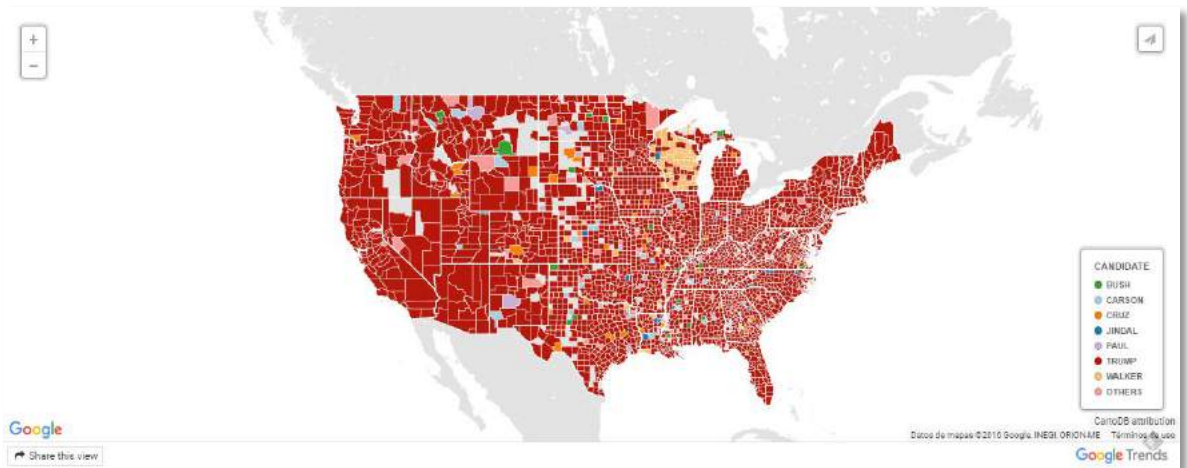 +
−
CANDIDATE
BUSH
CARSON
CRUZ
JINDAL
PAUL
TRUMP
WALKER
OTHERS
CartoDB attribution
Google
Datos de mapas ©2016 Google, INEGI, ORION-ME Términos de uso
Share this view
Google Trends